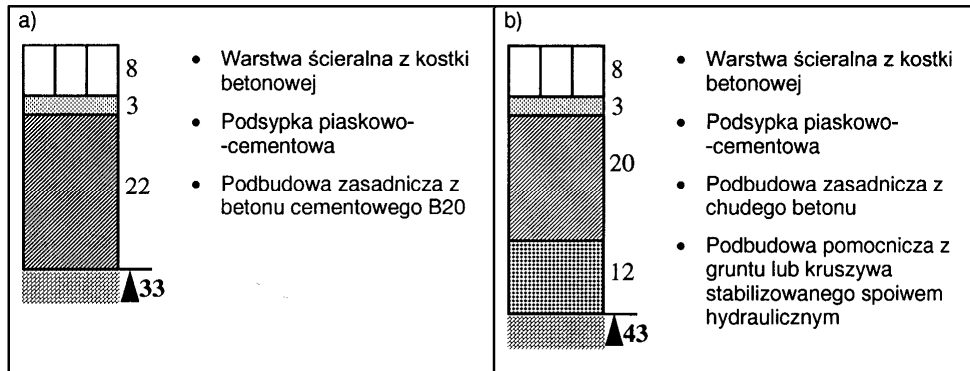 a)
8
3
22
33
• Warstwa ścieralna z kostki
betonowej
• Podsypka piaskowo-
-cementowa
• Podbudowa zasadnicza z
betonu cementowego B20
b)
8
3
20
12
43
• Warstwa ścieralna z kostki
betonowej
• Podsypka piaskowo-
-cementowa
• Podbudowa zasadnicza z
chudego betonu
• Podbudowa pomocnicza z
gruntu lub kruszywa
stabilizowanego spoiwem
hydraulicznym